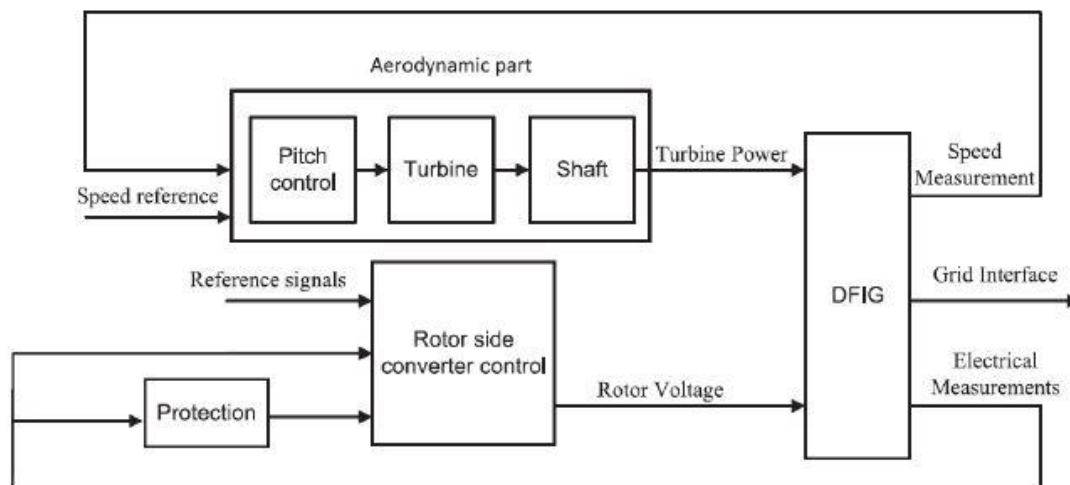 Aerodynamic part
Pitch
control
Turbine
Shaft
Turbine Power
Speed
Measurement
Speed reference
Reference signals
Rotor side
converter control
DFIG
Grid Interface
Electrical
Measurements
Protection
Rotor Voltage